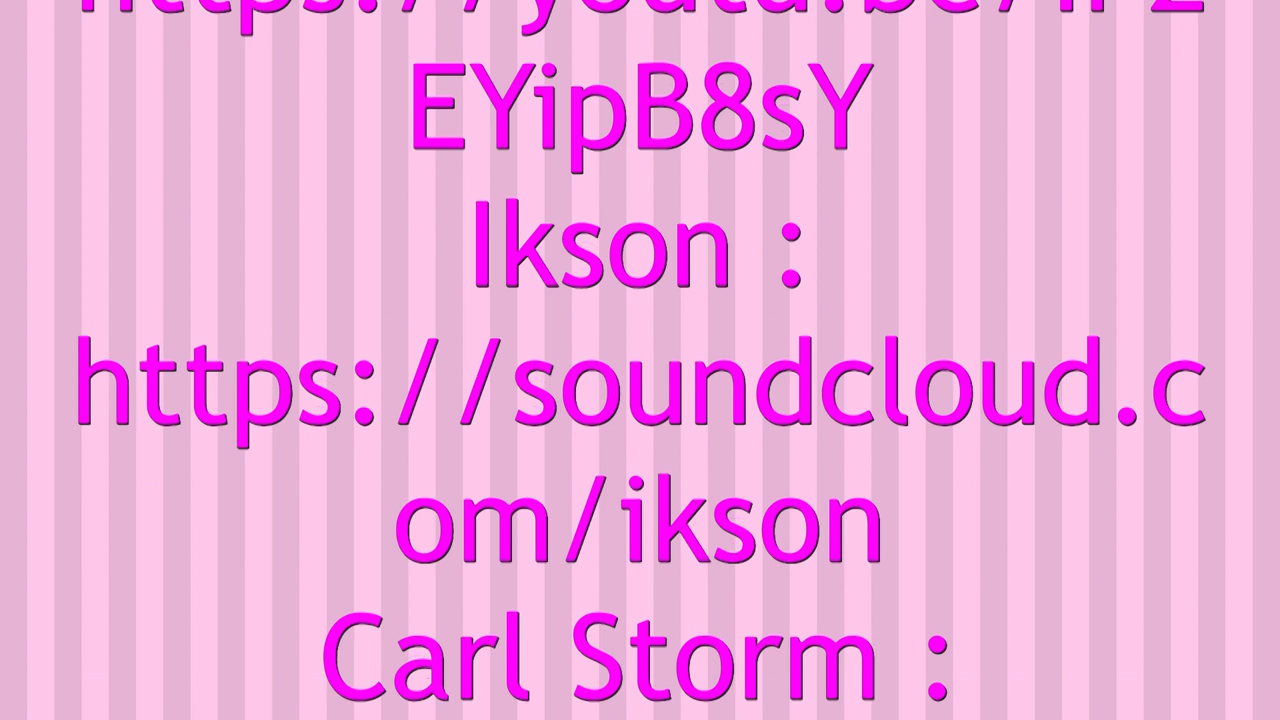 EYipB8sY
Ikson :
https://soundcloud.c
om/ikson
Carl Storm :